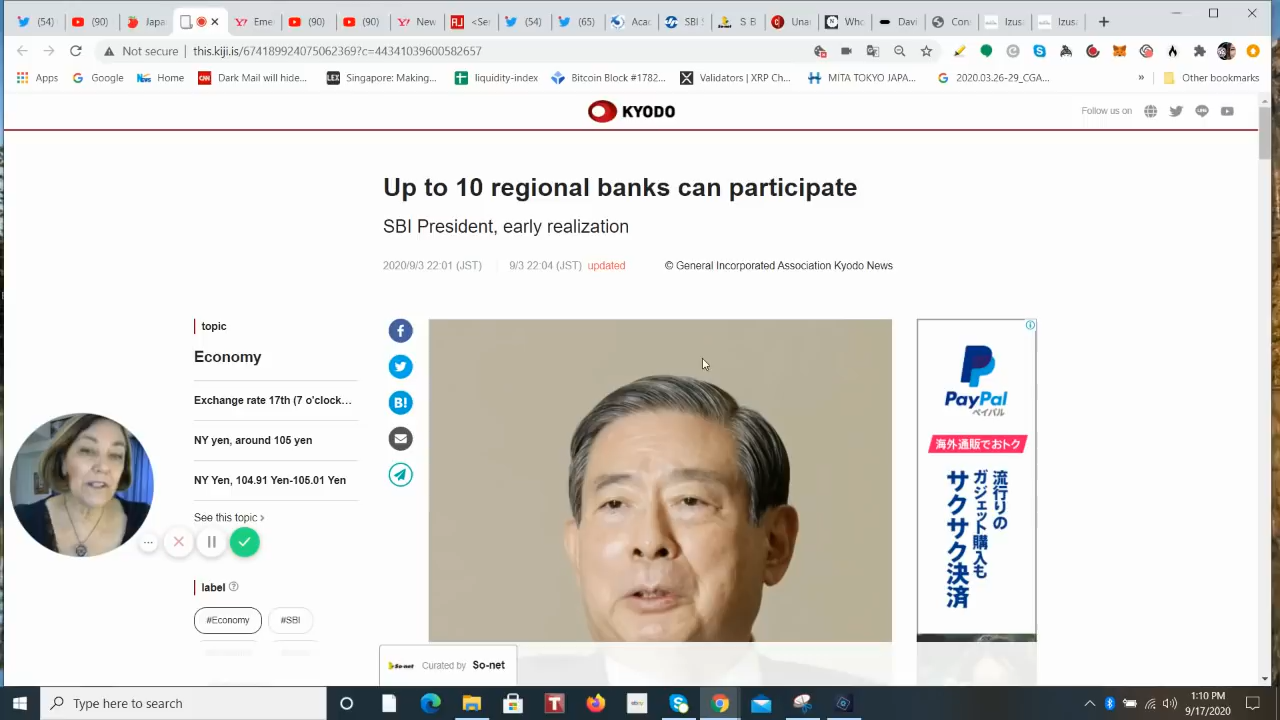 (54)
(90)
Japa
Eme
(90)
Nev
<Se
(54)
(65)
Aca
SBI
S B
Una
Who
Davi
Con
Izus
Izus
Not secure
this.kiji.is/674189924075062369?c=44341039600582657
Apps
Google
Home
Dark Mail will hide...
Singapore: Making...
liquidity-index
Bitcoin Block #1782...
Validators | XRP Ch...
MITA TOKYO JAPA...
2020.03.26-29_CGA...
»
Other bookmarks
KYODO
Follow us on
Up to 10 regional banks can participate
SBI President, early realization
2020/9/3 22:01 (JST)
9/3 22:04 (JST) updated
© General Incorporated Association Kyodo News
topic
Economy
Exchange rate 17th (7 o'clock...
NY yen, around 105 yen
NY Yen, 104.91 Yen-105.01 Yen
See this topic ›
label
#Economy
#SBI
B!
PayPal
ペイパル
海外通販でおトク
流行りの
ガジェット購入も
サクサク決済
So-net
Curated by So-net
Type here to search
1:10 PM
9/17/2020